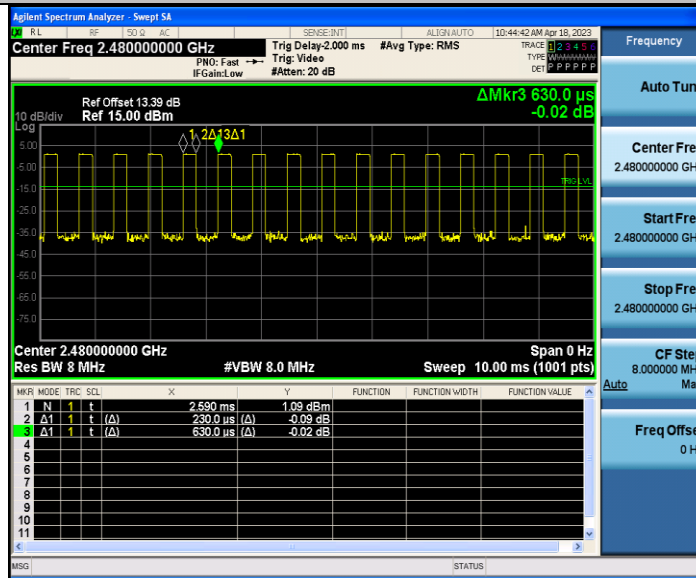 Agilent Spectrum Analyzer - Swept SA
RL RF 50 Ω AC SENSE:INT ALIGN AUTO 10:44:42 AM Apr 18, 2023
Center Freq 2.480000000 GHz
PNO: Fast
IFGain:Low
Trig Delay-2.000 ms
Trig: Video
#Atten: 20 dB
#Avg Type: RMS
TRACE 1 2 3 4 5 6
TYPE WWWWWW
DET P P P P P P
Ref Offset 13.39 dB
10 dB/div Ref 15.00 dBm
Log
ΔMkr3 630.0 µs
-0.02 dB
1 2Δ1 3Δ1
5.00
-5.00
-15.0
TRIG LVL
-25.0
-35.0
-45.0
-55.0
-65.0
-75.0
Center 2.480000000 GHz Span 0 Hz
Res BW 8 MHz #VBW 8.0 MHz Sweep 10.00 ms (1001 pts)
MKR MODE TRC SCL X Y FUNCTION FUNCTION WIDTH FUNCTION VALUE
1 N 1 t 2.590 ms 1.09 dBm
2 Δ1 1 t (Δ) 230.0 µs (Δ) -0.09 dB
3 Δ1 1 t (Δ) 630.0 µs (Δ) -0.02 dB
4
5
6
7
8
9
10
11
MSG STATUS
Frequency
Auto Tun
Center Fre
2.480000000 GH
Start Fre
2.480000000 GH
Stop Fre
2.480000000 GH
CF Step
8.000000 MH
Auto Ma
Freq Offse
0 H